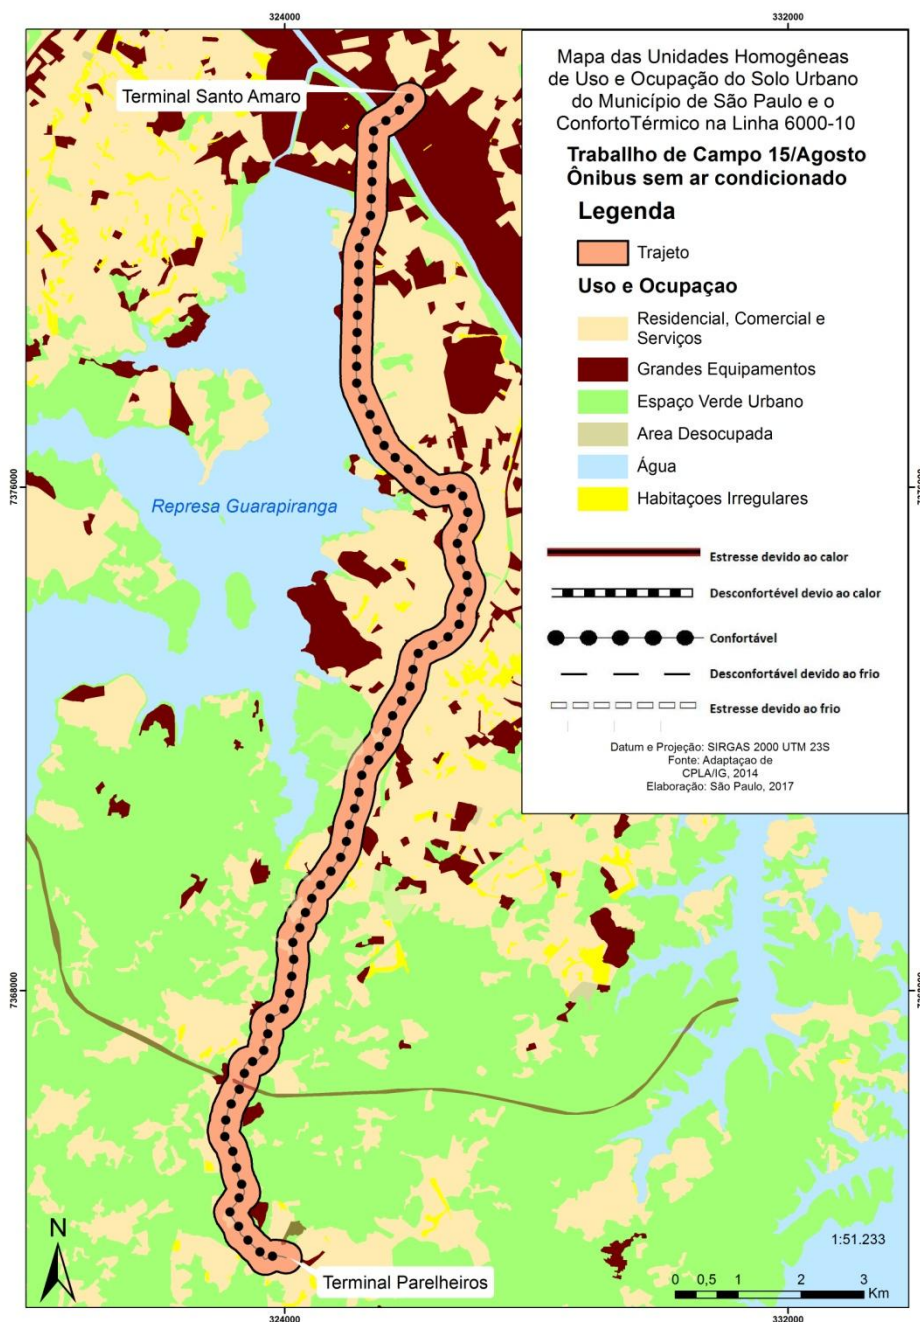 324000
332000
Terminal Santo Amaro
Mapa das Unidades Homogêneas
de Uso e Ocupação do Solo Urbano
do Município de São Paulo e o
ConfortoTérmico na Linha 6000-10
Traballho de Campo 15/Agosto
Ônibus sem ar condicionado
Legenda
Trajeto
Uso e Ocupaçao
Residencial, Comercial e
Serviços
Grandes Equipamentos
Espaço Verde Urbano
Area Desocupada
Água
Habitaçoes Irregulares
Estresse devido ao calor
Desconfortével devio ao calor
Confortável
Desconfortável devido ao frio
Estresse devido ao frio
Datum e Projeção: SIRGAS 2000 UTM 23S
Fonte: Adaptaçao de
CPLA/IG, 2014
Elaboração: São Paulo, 2017
7376000
7376000
Represa Guarapiranga
7368000
7368000
N
Terminal Parelheiros
1:51.233
0 0,5 1 2 3
Km
324000
332000